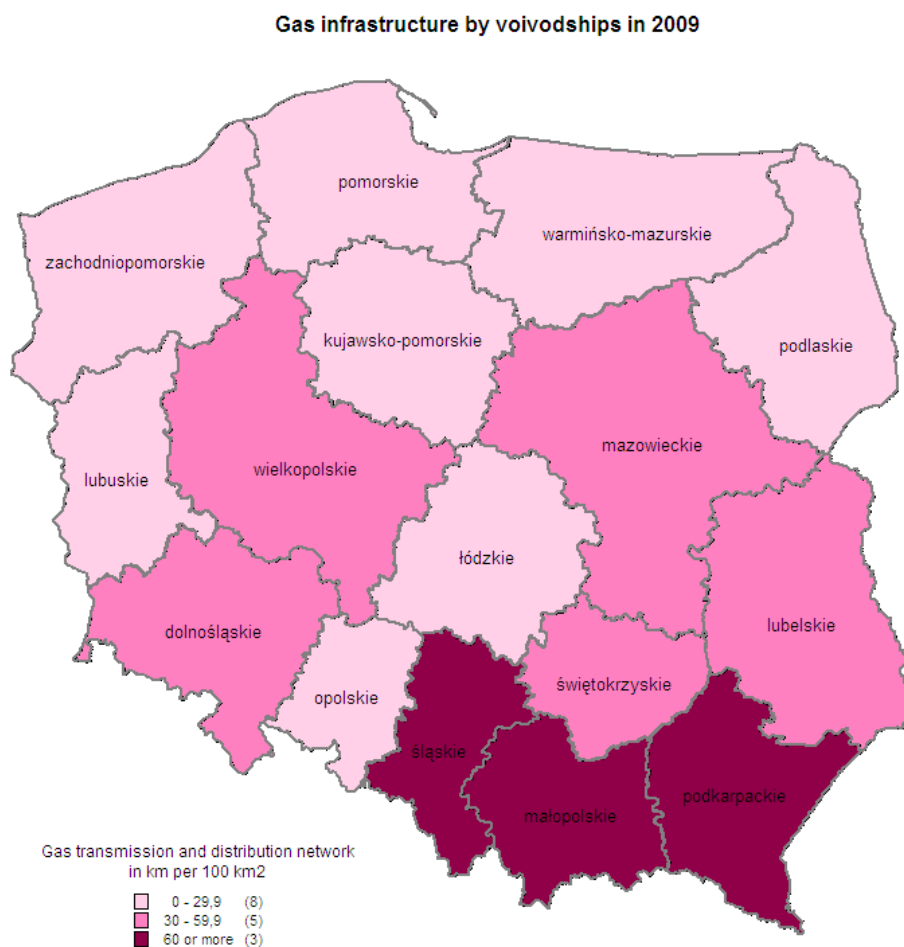 Gas infrastructure by voivodships in 2009
pomorskie
warmińsko-mazurskie
zachodniopomorskie
kujawsko-pomorskie
podlaskie
mazowieckie
wielkopolskie
lubuskie
łódzkie
lubelskie
dolnośląskie
świętokrzyskie
opolskie
śląskie
podkarpackie
małopolskie
Gas transmission and distribution network
in km per 100 km2
0 - 29,9 (8)
30 - 59,9 (5)
60 or more (3)